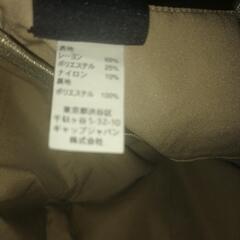 表地
レーヨン 65%
ポリエステル 25%
ナイロン 10%
裏地
ポリエステル 100%
東京都渋谷区
千駄ヶ谷5-32-10
ギャップジャパン
株式会社